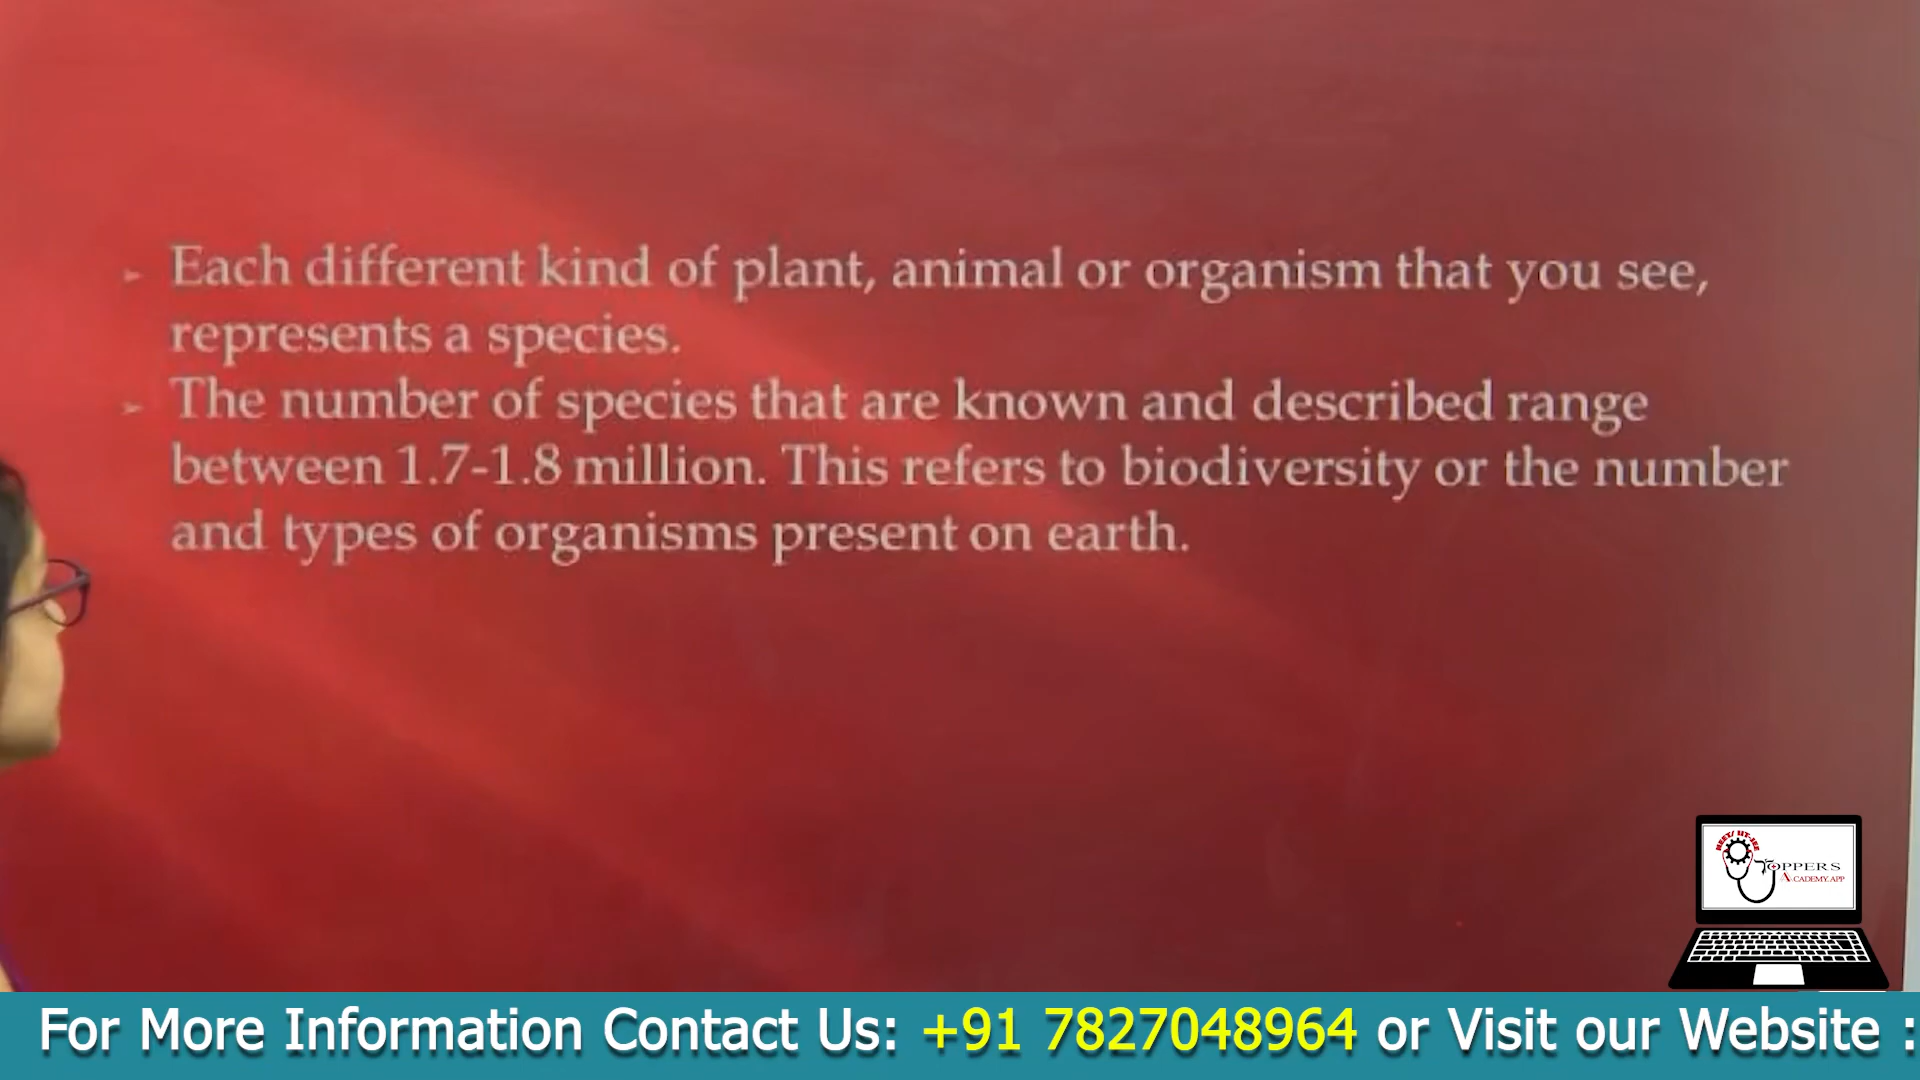 Each different kind of plant, animal or organism that you see,
represents a species.
The number of species that are known and described range
between 1.7-1.8 million. This refers to biodiversity or the number
and types of organisms present on earth.
NEET/ IIT-JEE
TOPPERS
ACADEMY.APP
For More Information Contact Us: +91 7827048964 or Visit our Website :